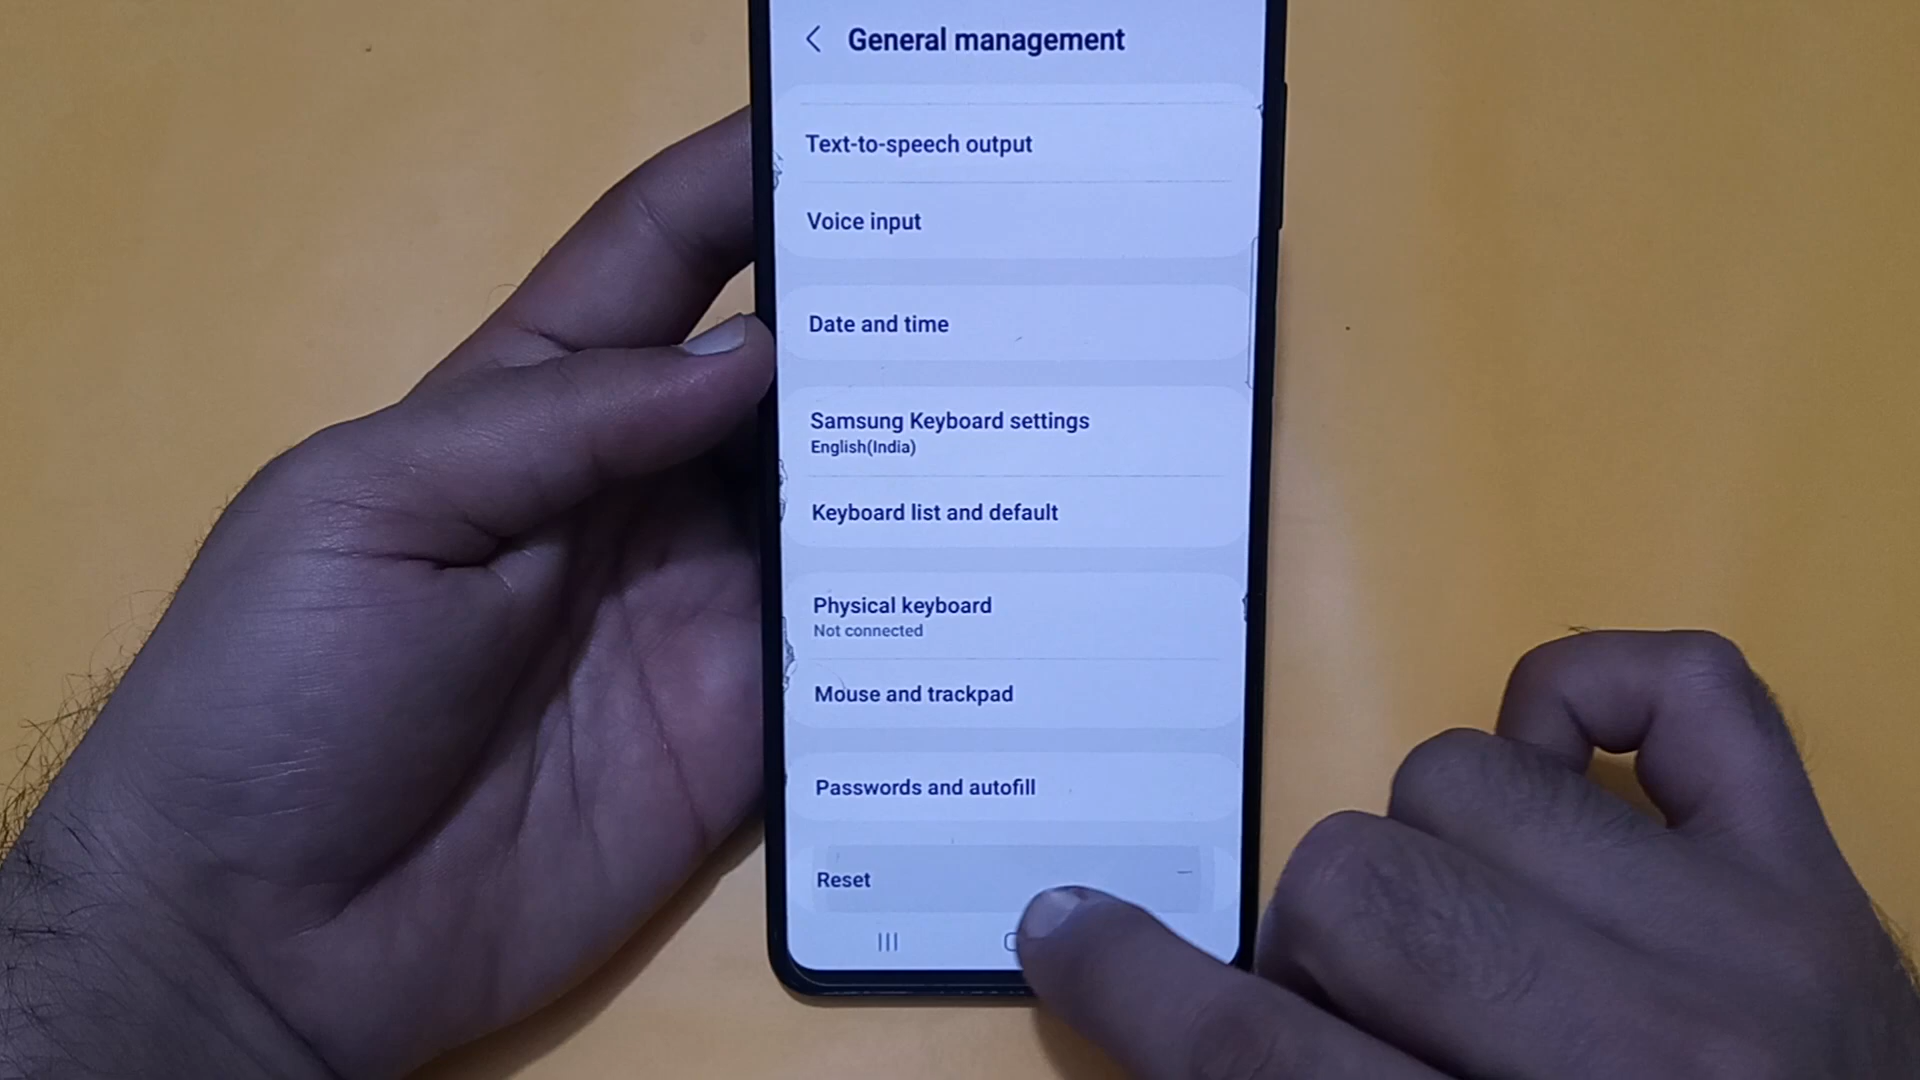 General management
Text-to-speech output
Voice input
Date and time
Samsung Keyboard settings
English(India)
Keyboard list and default
Physical keyboard
Not connected
Mouse and trackpad
Passwords and autofill
Reset